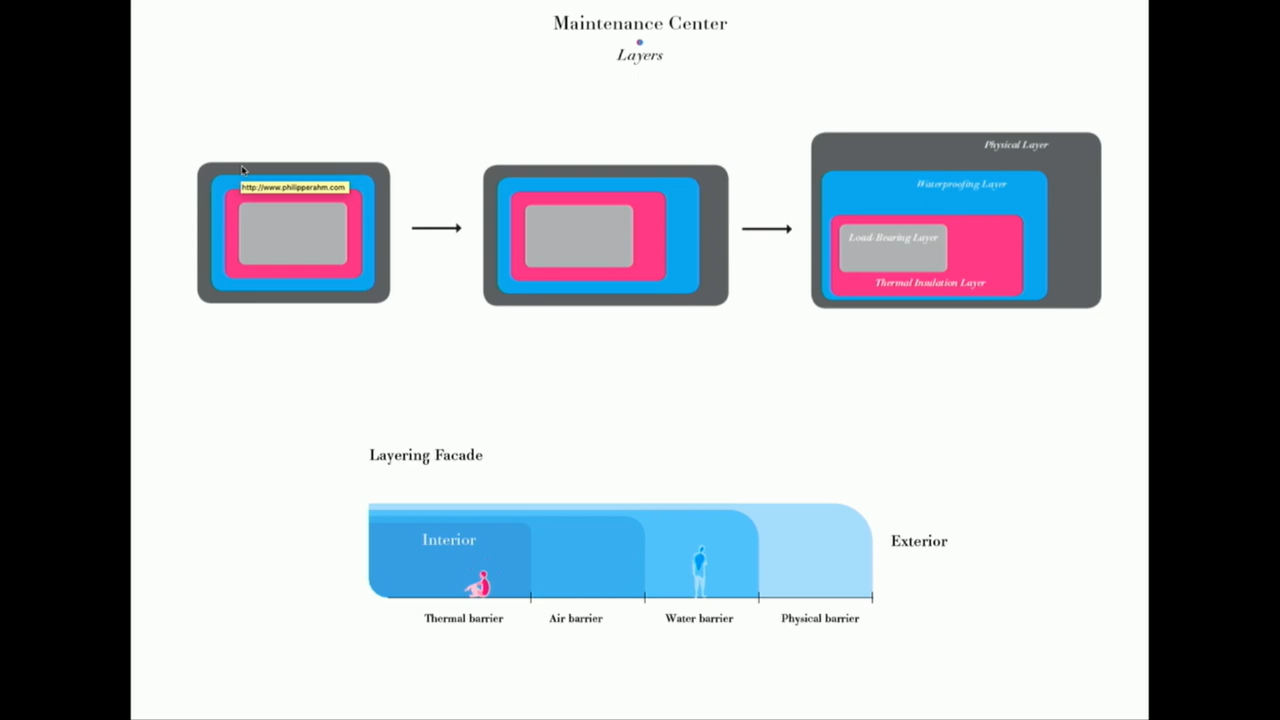 Maintenance Center
Layers
http://www.philipperahm.com
Physical Layer
Waterproofing Layer
Load-Bearing Layer
Thermal Insulation Layer
Layering Facade
Interior
Exterior
Thermal barrier
Air barrier
Water barrier
Physical barrier